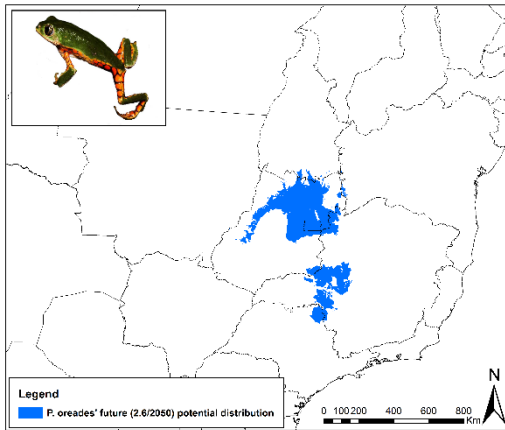 N
Legend
P. oreades' future (2.6/2050) potential distribution
0 100 200 400 600 800
Km